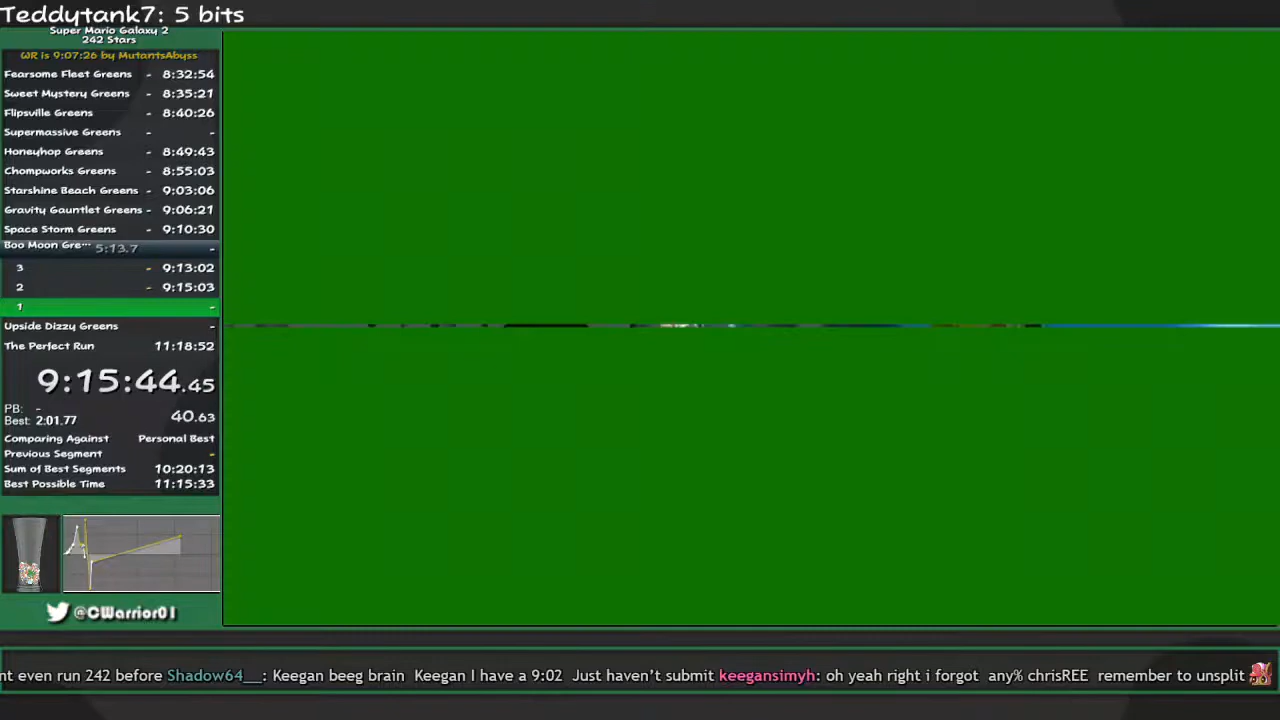 Teddytank7: 5 bits
Super Mario Galaxy 2
242 Stars
WR is 9:07:26 by MutantsAbyss
Fearsome Fleet Greens - 8:32:54
Sweet Mystery Greens - 8:35:21
Flipsville Greens - 8:40:26
Supermassive Greens - -
Honeyhop Greens - 8:49:43
Chompworks Greens - 8:55:03
Starshine Beach Greens - 9:03:06
Gravity Gauntlet Greens - 9:06:21
Space Storm Greens - 9:10:30
Boo Moon Gre... 5:13.7 -
3 - 9:13:02
2 - 9:15:03
1 -
Upside Dizzy Greens -
The Perfect Run 11:18:52
9:15:44.45
PB: -
Best: 2:01.77 40.63
Comparing Against Personal Best
Previous Segment -
Sum of Best Segments 10:20:13
Best Possible Time 11:15:33
@CWarrior01
nt even run 242 before Shadow64__: Keegan beeg brain Keegan I have a 9:02 Just haven't submit keegansimyh: oh yeah right i forgot any% chrisREE remember to unsplit